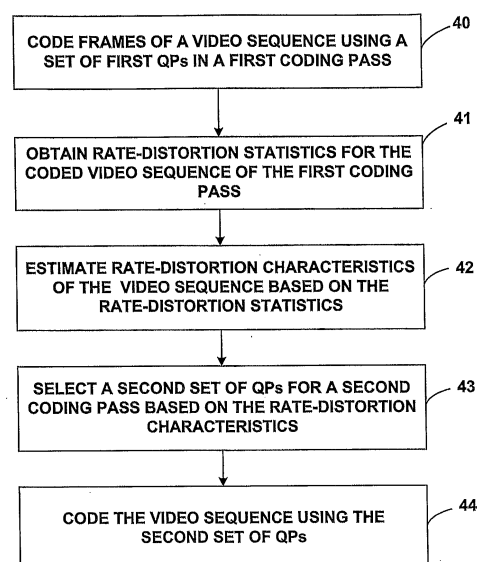 40
CODE FRAMES OF A VIDEO SEQUENCE USING A
SET OF FIRST QPs IN A FIRST CODING PASS
41
OBTAIN RATE-DISTORTION STATISTICS FOR THE
CODED VIDEO SEQUENCE OF THE FIRST CODING
PASS
42
ESTIMATE RATE-DISTORTION CHARACTERISTICS
OF THE VIDEO SEQUENCE BASED ON THE
RATE-DISTORTION STATISTICS
43
SELECT A SECOND SET OF QPs FOR A SECOND
CODING PASS BASED ON THE RATE-DISTORTION
CHARACTERISTICS
44
CODE THE VIDEO SEQUENCE USING THE
SECOND SET OF QPs